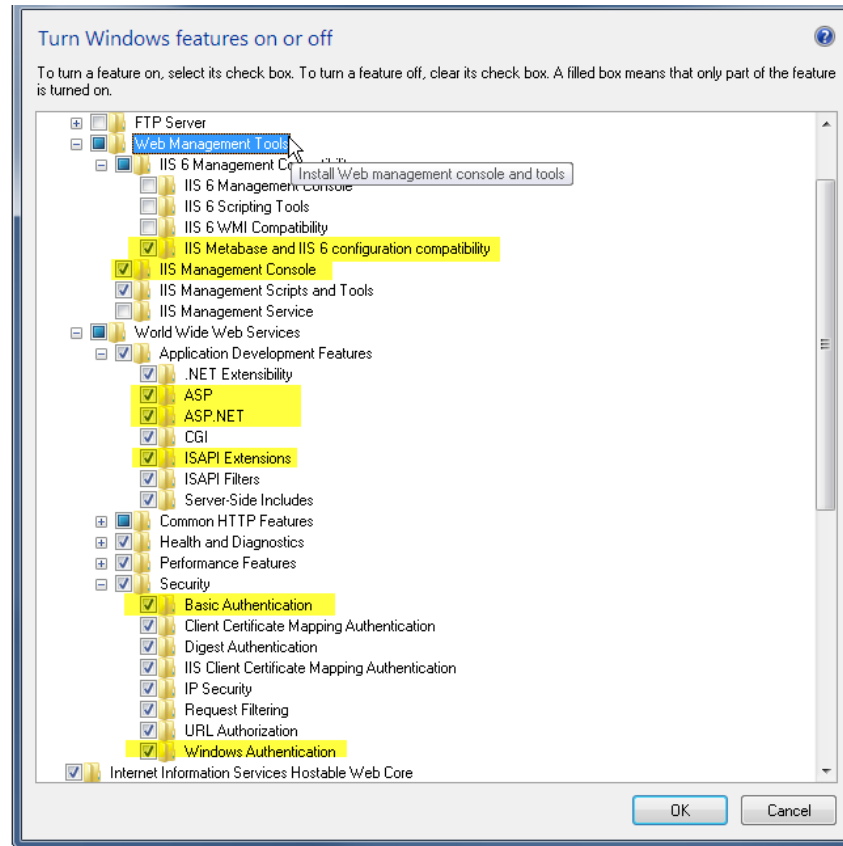 Turn Windows features on or off
To turn a feature on, select its check box. To turn a feature off, clear its check box. A filled box means that only part of the feature
is turned on.
FTP Server
Web Management Tools
IIS 6 Management
Install Web management console and tools
IIS 6 Management Console
IIS 6 Scripting Tools
IIS 6 WMI Compatibility
IIS Metabase and IIS 6 configuration compatibility
IIS Management Console
IIS Management Scripts and Tools
IIS Management Service
World Wide Web Services
Application Development Features
.NET Extensibility
ASP
ASP.NET
CGI
ISAPI Extensions
ISAPI Filters
Server-Side Includes
Common HTTP Features
Health and Diagnostics
Performance Features
Security
Basic Authentication
Client Certificate Mapping Authentication
Digest Authentication
IIS Client Certificate Mapping Authentication
IP Security
Request Filtering
URL Authorization
Windows Authentication
Internet Information Services Hostable Web Core
OK
Cancel